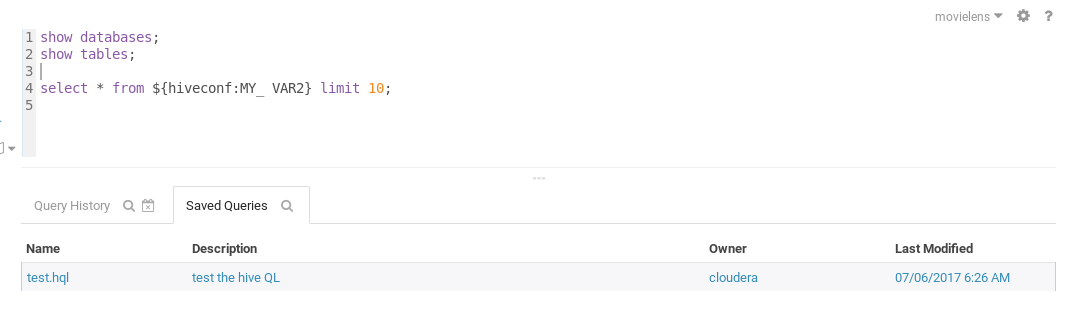 movielens ?
1 show databases;
2 show tables;
3
4 select * from ${hiveconf:MY_ VAR2} limit 10;
5
Query History Saved Queries
Name Description Owner Last Modified
test.hql test the hive QL cloudera 07/06/2017 6:26 AM